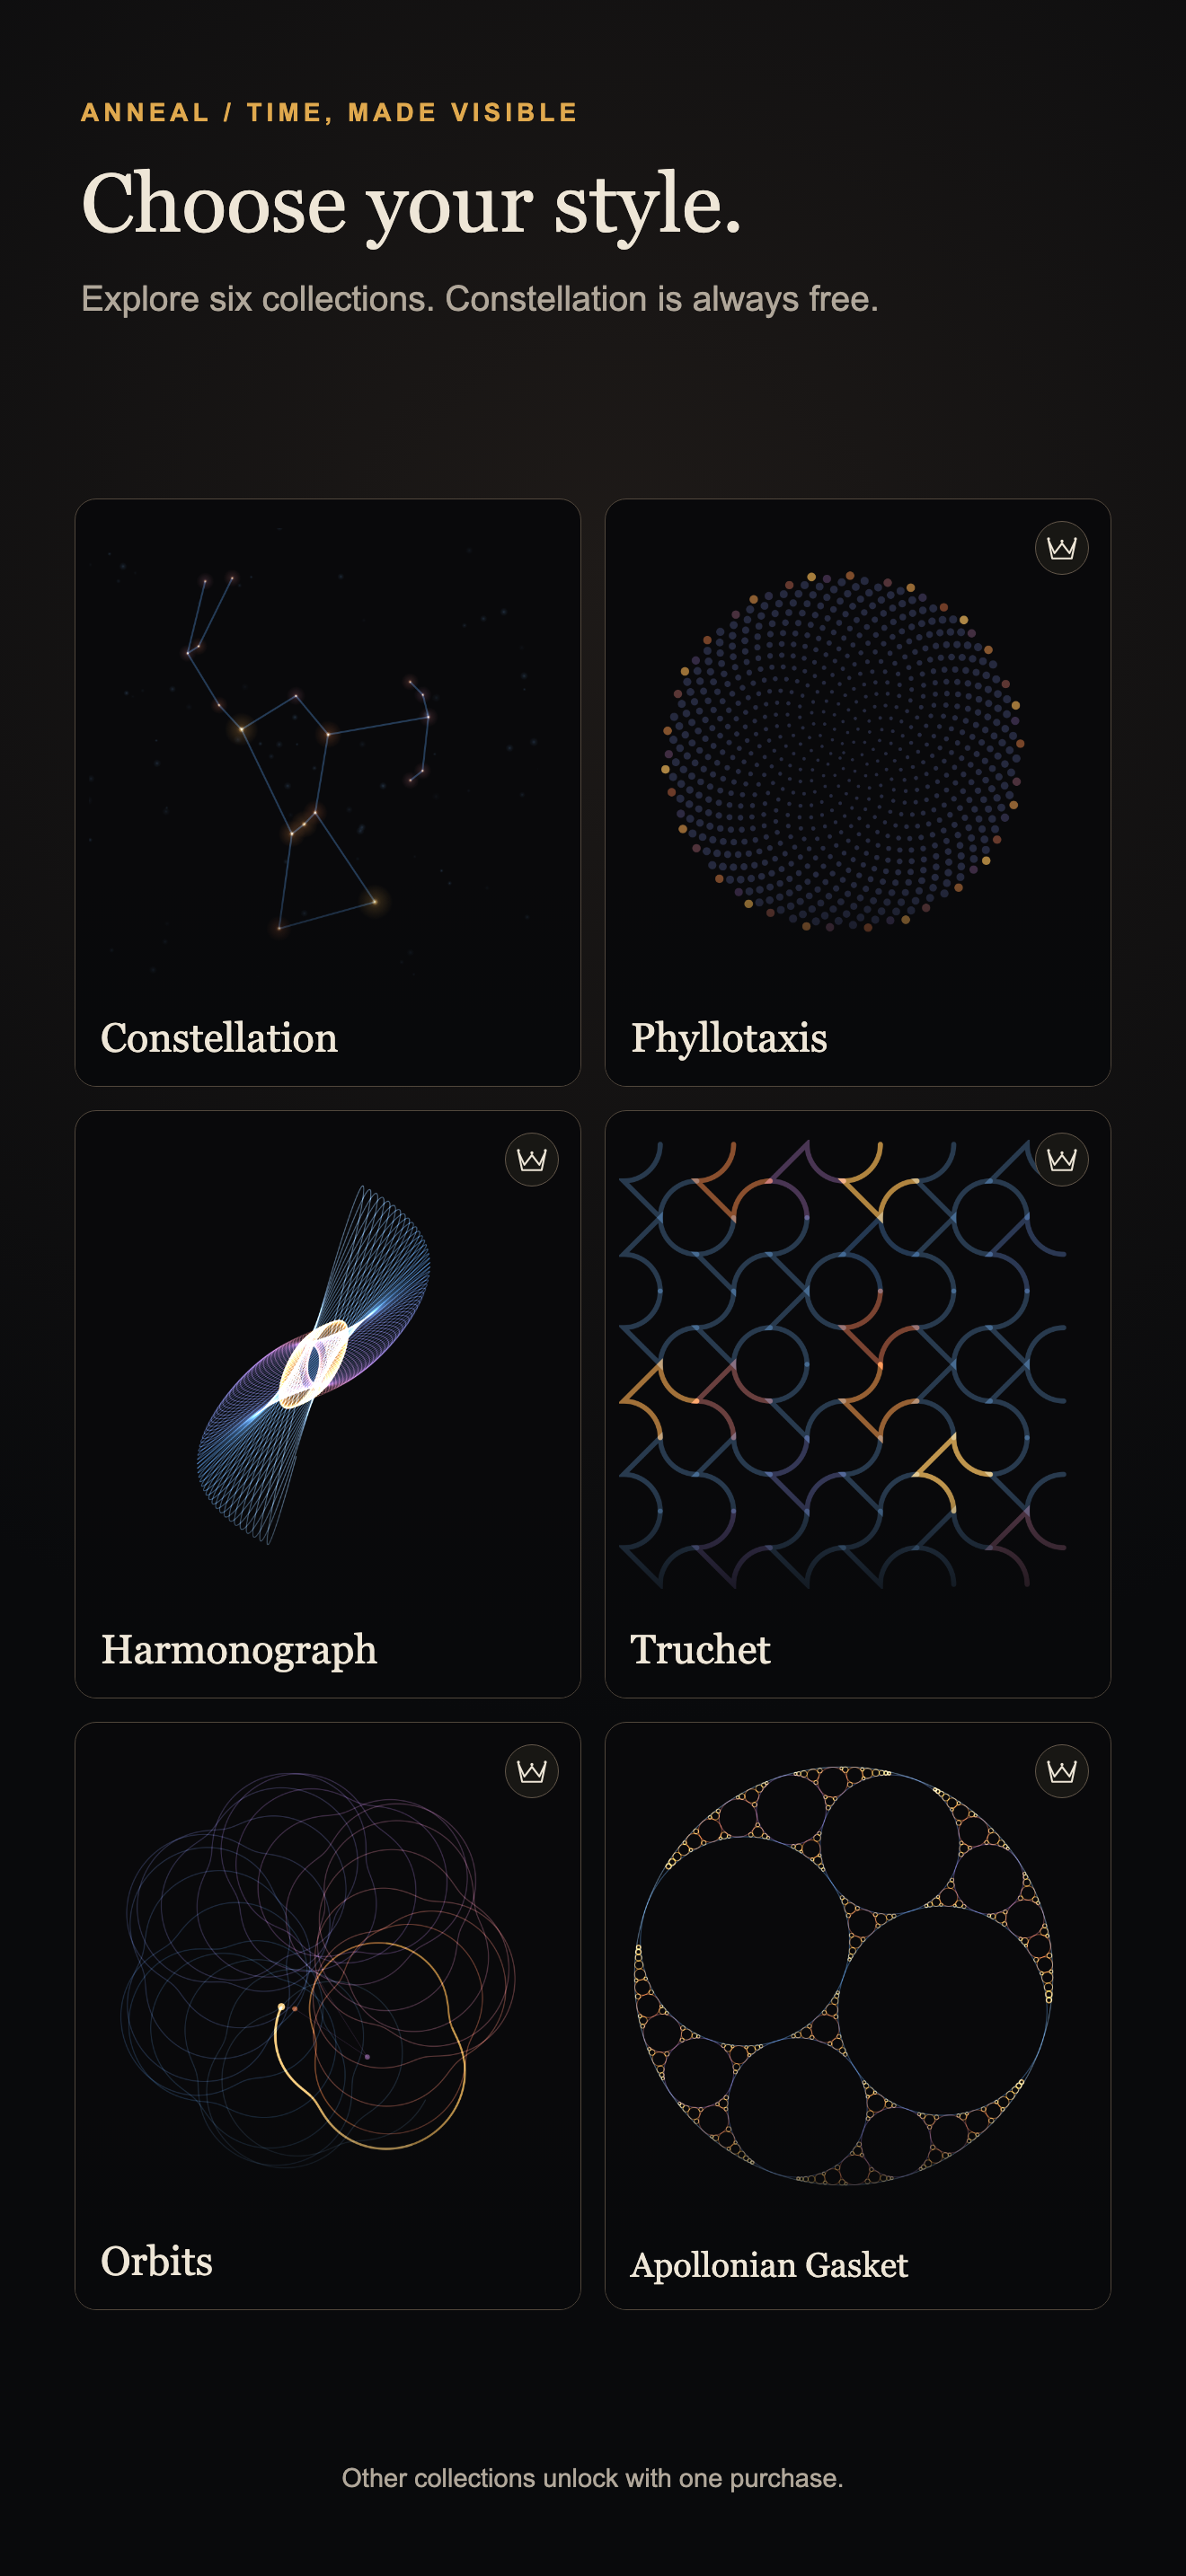 ANNEAL / TIME, MADE VISIBLE
Choose your style.
Explore six collections. Constellation is always free.
Constellation
Phyllotaxis
Harmonograph
Truchet
Orbits
Apollonian Gasket
Other collections unlock with one purchase.